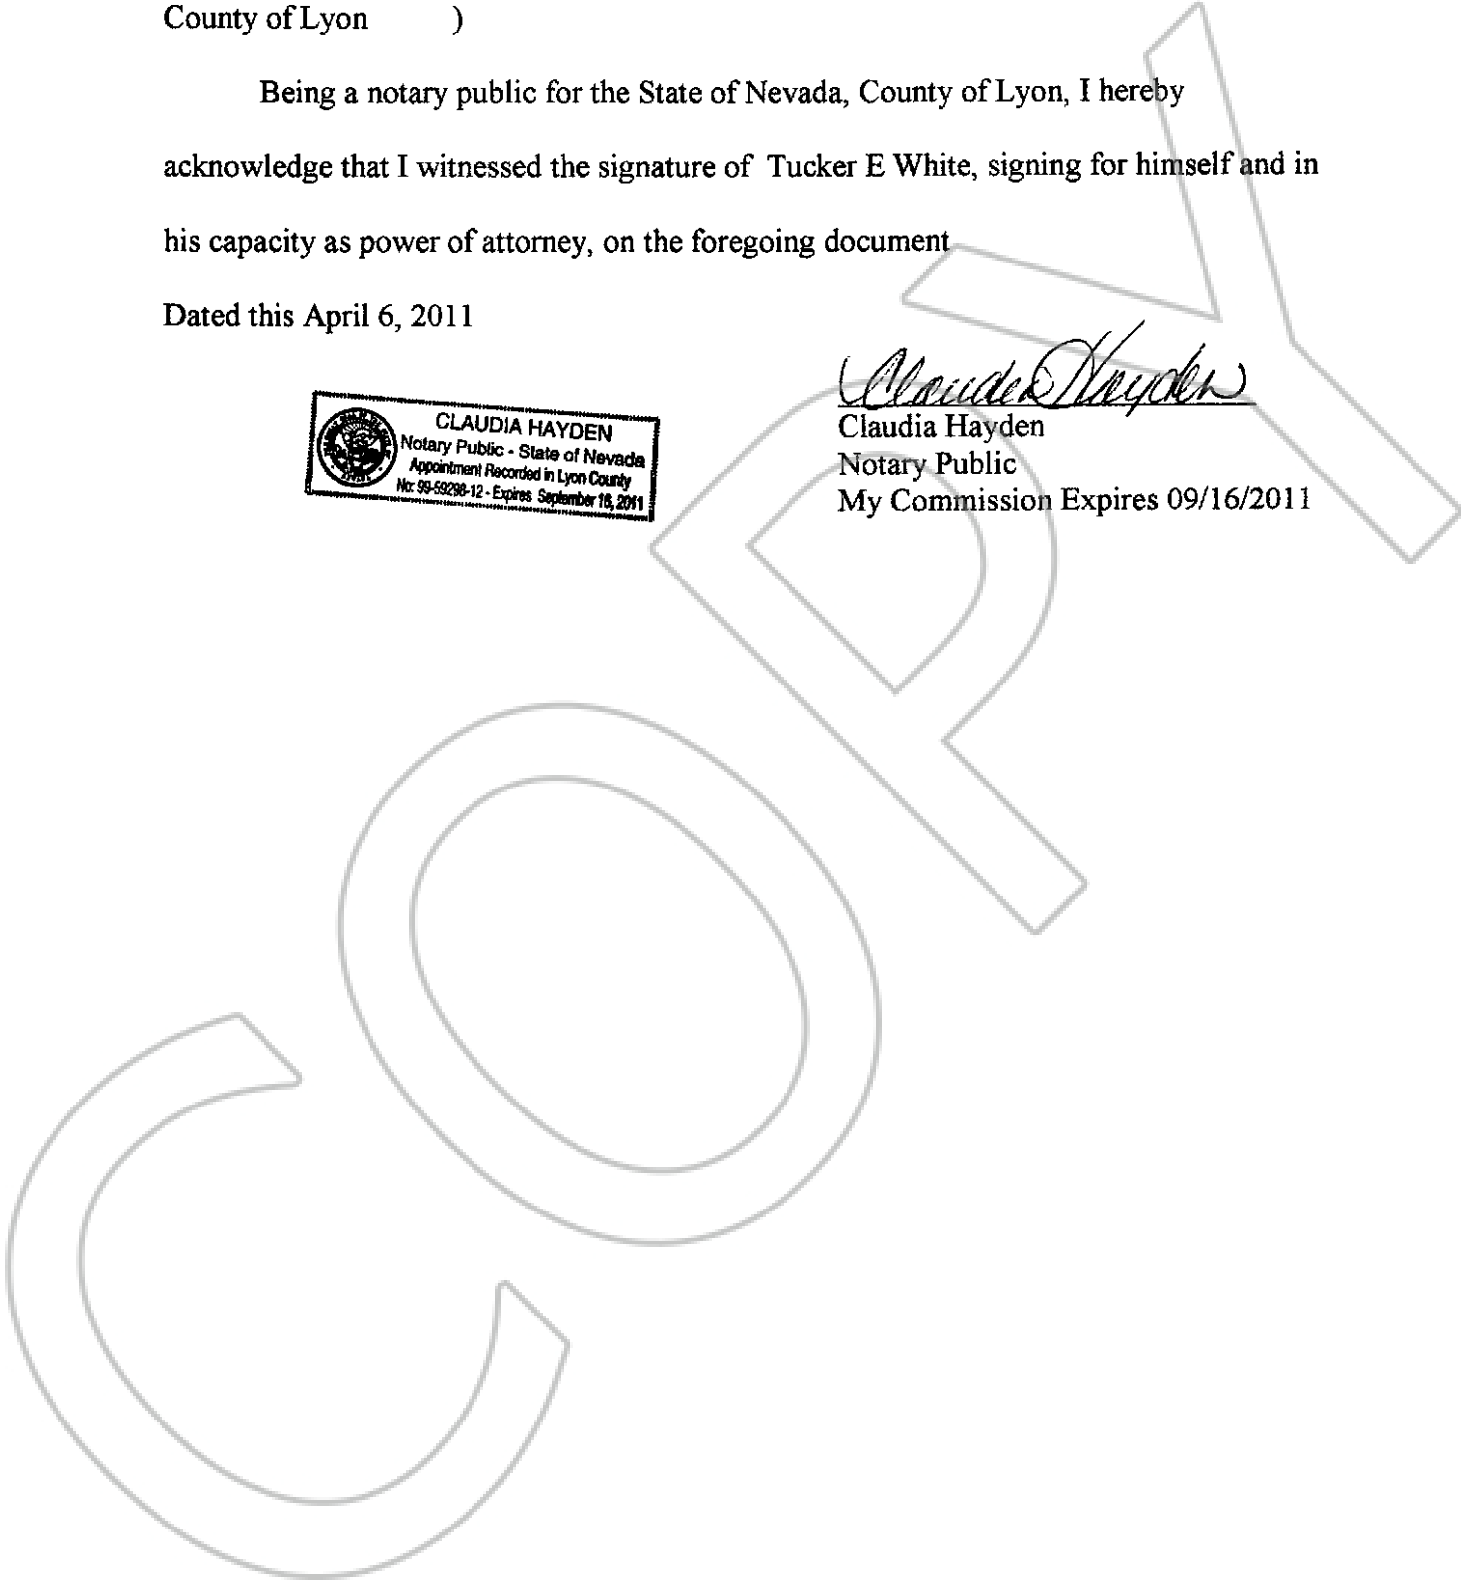 County of Lyon )
Being a notary public for the State of Nevada, County of Lyon, I hereby
acknowledge that I witnessed the signature of Tucker E White, signing for himself and in
his capacity as power of attorney, on the foregoing document
Dated this April 6, 2011
Claudia Hayden
Claudia Hayden
Notary Public
My Commission Expires 09/16/2011
CLAUDIA HAYDEN
Notary Public - State of Nevada
Appointment Recorded in Lyon County
No: 99-59298-12 - Expires September 16, 2011
COPY